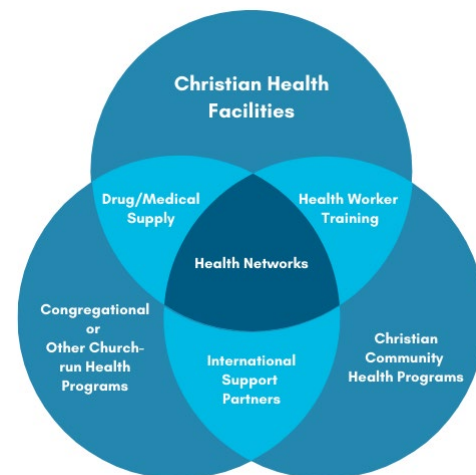 Christian Health
Facilities
Drug/Medical
Supply
Health Worker
Training
Health Networks
Congregational
or
Other Church-
run Health
Programs
International
Support
Partners
Christian
Community
Health Programs